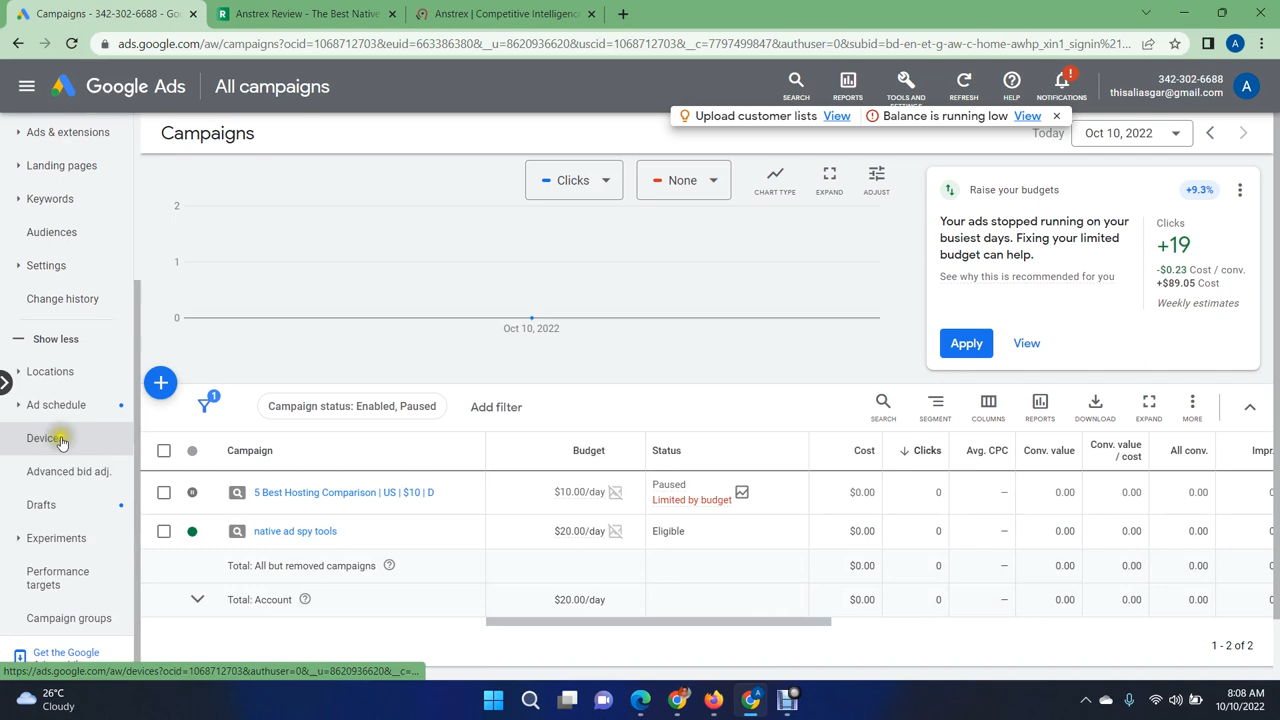 Campaigns - 342-302-6688 - Go
Anstrex Review - The Best Native
Anstrex | Competitive Intelligence
ads.google.com/aw/campaigns?ocid=1068712703&euid=663386380&__u=8620936620&uscid=1068712703&__c=7797499847&authuser=0&subid=bd-en-et-g-aw-c-home-awhp_xin1_signin%21...
A
Google Ads
All campaigns
SEARCH
REPORTS
TOOLS AND SETTINGS
REFRESH
HELP
NOTIFICATIONS
342-302-6688
thisaliasgar@gmail.com
A
Upload customer lists View
Balance is running low View
Ads & extensions
Landing pages
Keywords
Audiences
Settings
Change history
Show less
Locations
Ad schedule
Devices
Advanced bid adj.
Drafts
Experiments
Performance
targets
Campaign groups
Get the Google
Campaigns
Today
Oct 10, 2022
Clicks
None
CHART TYPE
EXPAND
ADJUST
2
1
0
Oct 10, 2022
Raise your budgets
+9.3%
Your ads stopped running on your
busiest days. Fixing your limited
budget can help.
See why this is recommended for you
Clicks
+19
-$0.23 Cost / conv.
+$89.05 Cost
Weekly estimates
Apply
View
1
Campaign status: Enabled, Paused
Add filter
SEARCH
SEGMENT
COLUMNS
REPORTS
DOWNLOAD
EXPAND
MORE
Campaign
Budget
Status
Cost
Clicks
Avg. CPC
Conv. value
Conv. value / cost
All conv.
Impr.
5 Best Hosting Comparison | US | $10 | D
$10.00/day
Paused
Limited by budget
$0.00
0
—
0.00
0.00
0.00
native ad spy tools
$20.00/day
Eligible
$0.00
0
—
0.00
0.00
0.00
Total: All but removed campaigns
$0.00
0
—
0.00
0.00
0.00
Total: Account
$20.00/day
$0.00
0
—
0.00
0.00
0.00
1 - 2 of 2
https://ads.google.com/aw/devices?ocid=1068712703&authuser=0&__u=8620936620&__c=...
26°C
Cloudy
8:08 AM
10/10/2022